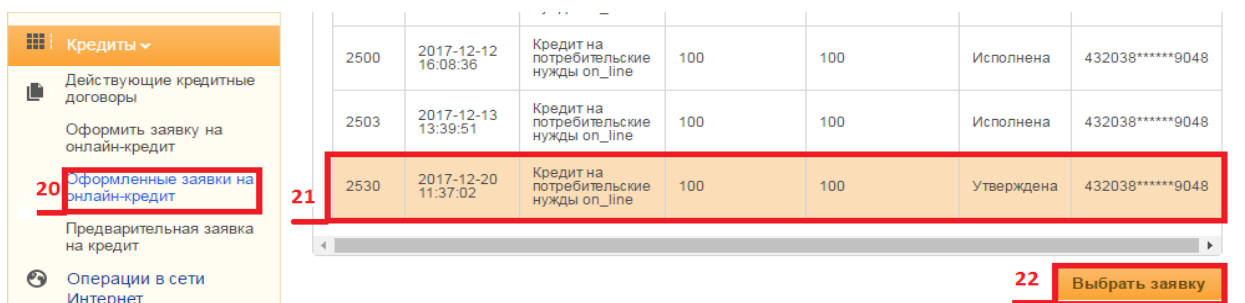 Кредиты
Действующие кредитные
договоры
Оформить заявку на
онлайн-кредит
20 Оформленные заявки на
онлайн-кредит
Предварительная заявка
на кредит
Операции в сети
Интернет
2500 2017-12-12 16:08:36 Кредит на потребительские нужды on_line 100 100 Исполнена 432038******9048
2503 2017-12-13 13:39:51 Кредит на потребительские нужды on_line 100 100 Исполнена 432038******9048
21 2530 2017-12-20 11:37:02 Кредит на потребительские нужды on_line 100 100 Утверждена 432038******9048
22 Выбрать заявку